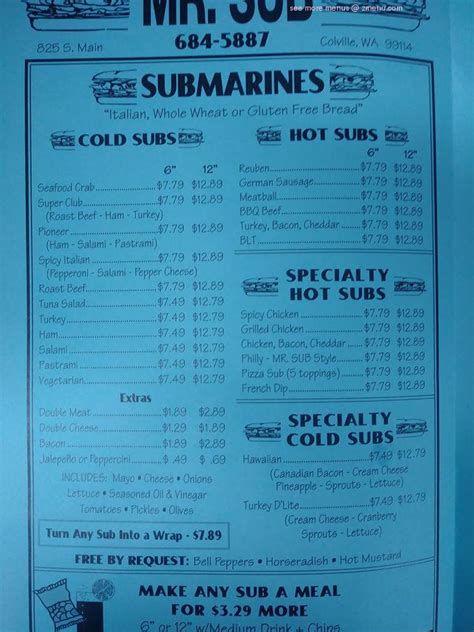 MR. SUB
see more menus @ zmenu.com
825 S. Main
684-5887
Colville, WA 99114
SUBMARINES
"Italian, Whole Wheat or Gluten Free Bread"
COLD SUBS
6" 12"
Seafood Crab $7.79 $12.89
Super Club $7.79 $12.89
(Roast Beef - Ham - Turkey)
Pioneer $7.79 $12.89
(Ham - Salami - Pastrami)
Spicy Italian $7.79 $12.89
(Pepperoni - Salami - Pepper Cheese)
Roast Beef $7.79 $12.89
Tuna Salad $7.49 $12.79
Turkey $7.49 $12.79
Ham $7.49 $12.79
Salami $7.49 $12.79
Pastrami $7.49 $12.79
Vegetarian $7.49 $12.79
Extras
Double Meat $1.89 $2.89
Double Cheese $1.29 $1.89
Bacon $1.89 $2.89
Jalepeño or Peppercini $ .49 $ .69
INCLUDES: Mayo • Cheese • Onions
Lettuce • Seasoned Oil & Vinegar
Tomatoes • Pickles • Olives
Turn Any Sub Into a Wrap - $7.89
HOT SUBS
6" 12"
Reuben $7.79 $12.89
German Sausage $7.79 $12.89
Meatball $7.79 $12.89
BBQ Beef $7.79 $12.89
Turkey, Bacon, Cheddar $7.79 $12.89
BLT $7.79 $12.89
SPECIALTY
HOT SUBS
Spicy Chicken $7.79 $12.89
Grilled Chicken $7.79 $12.89
Chicken, Bacon, Cheddar $7.79 $12.89
Philly - MR. SUB Style $7.79 $12.89
Pizza Sub (5 toppings) $7.79 $12.89
French Dip $7.79 $12.89
SPECIALTY
COLD SUBS
Hawaiian $7.49 $12.79
(Canadian Bacon - Cream Cheese
Pineapple - Sprouts - Lettuce)
Turkey D'Lite $7.49 $12.79
(Cream Cheese - Cranberry
Sprouts - Lettuce)
FREE BY REQUEST: Bell Peppers • Horseradish • Hot Mustard
MAKE ANY SUB A MEAL
FOR $3.29 MORE
6" or 12" w/Medium Drink + Chips